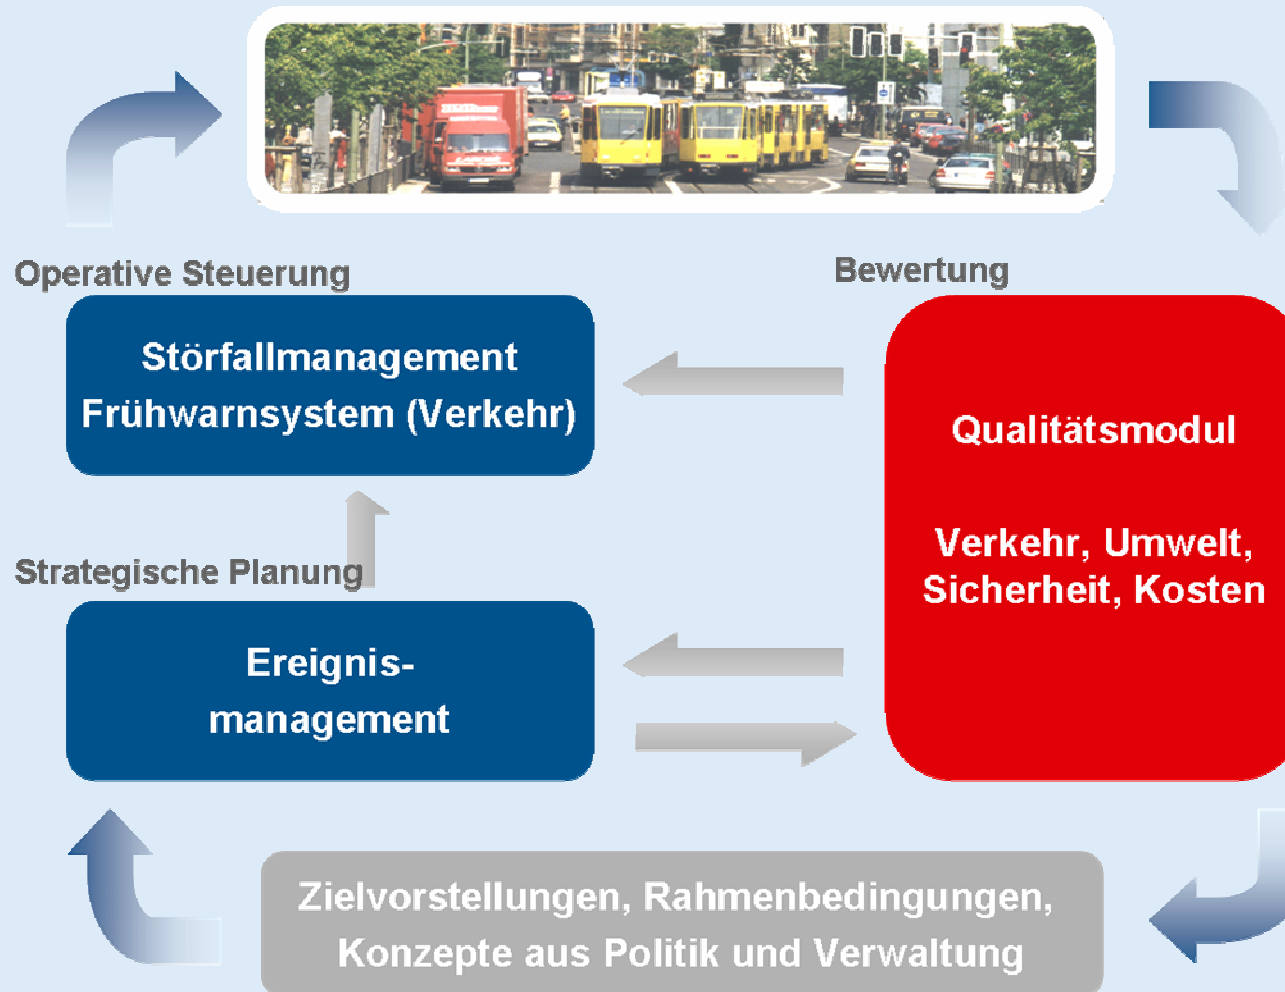 Operative Steuerung
Bewertung
Störfallmanagement
Frühwarnsystem (Verkehr)
Qualitätsmodul
Verkehr, Umwelt,
Sicherheit, Kosten
Strategische Planung
Ereignis-
management
Zielvorstellungen, Rahmenbedingungen,
Konzepte aus Politik und Verwaltung